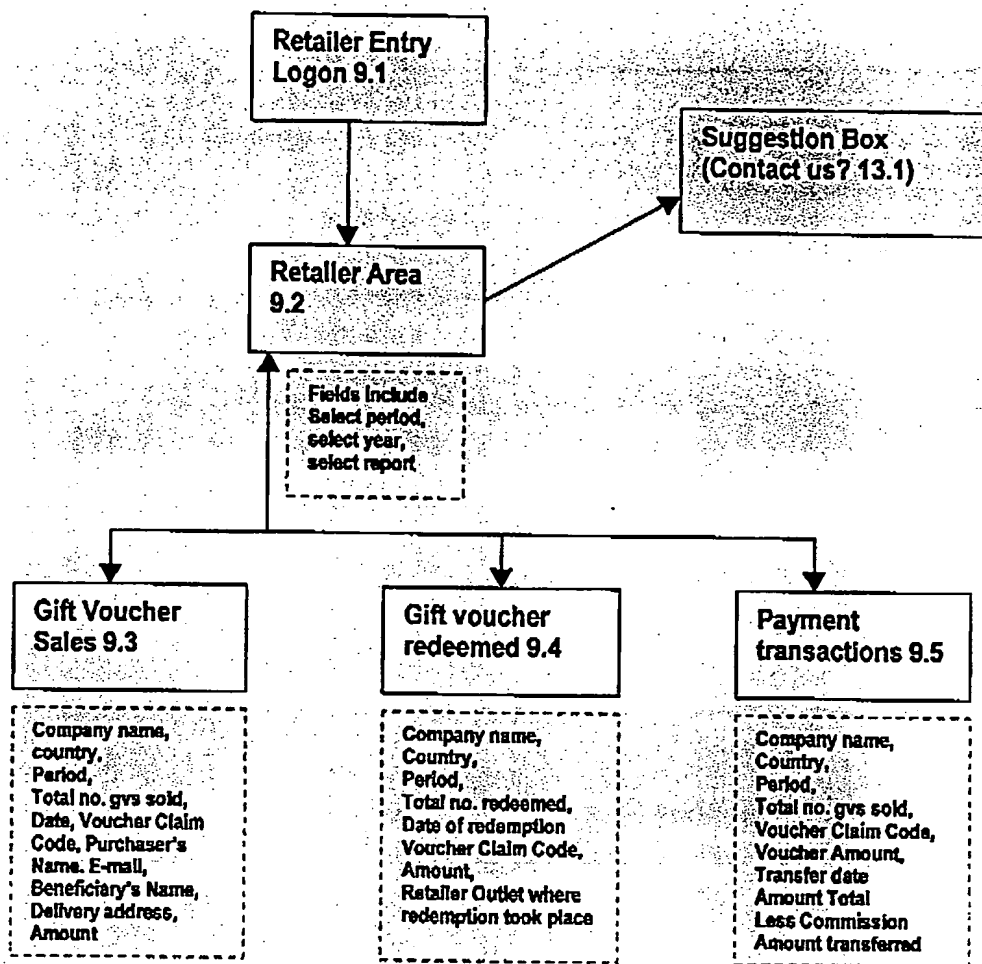 Retailer Entry
Logon 9.1
Suggestion Box
(Contact us? 13.1)
Retailer Area
9.2
Fields include
Select period,
select year,
select report
Gift Voucher
Sales 9.3
Gift voucher
redeemed 9.4
Payment
transactions 9.5
Company name,
country,
Period,
Total no. gvs sold,
Date, Voucher Claim
Code, Purchaser's
Name. E-mail,
Beneficiary's Name,
Delivery address,
Amount
Company name,
Country,
Period,
Total no. redeemed,
Date of redemption
Voucher Claim Code,
Amount,
Retailer Outlet where
redemption took place
Company name,
Country,
Period,
Total no. gvs sold,
Voucher Claim Code,
Voucher Amount,
Transfer date
Amount Total
Less Commission
Amount transferred